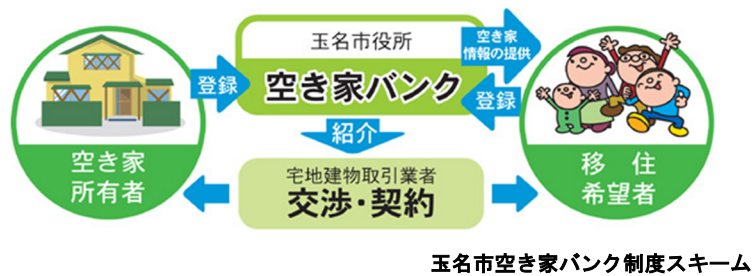 玉名市役所
空き家バンク
登録
空き家
情報の提供
登録
紹介
空き家
所有者
宅地建物取引業者
交渉・契約
移 住
希望者
玉名市空き家バンク制度スキーム